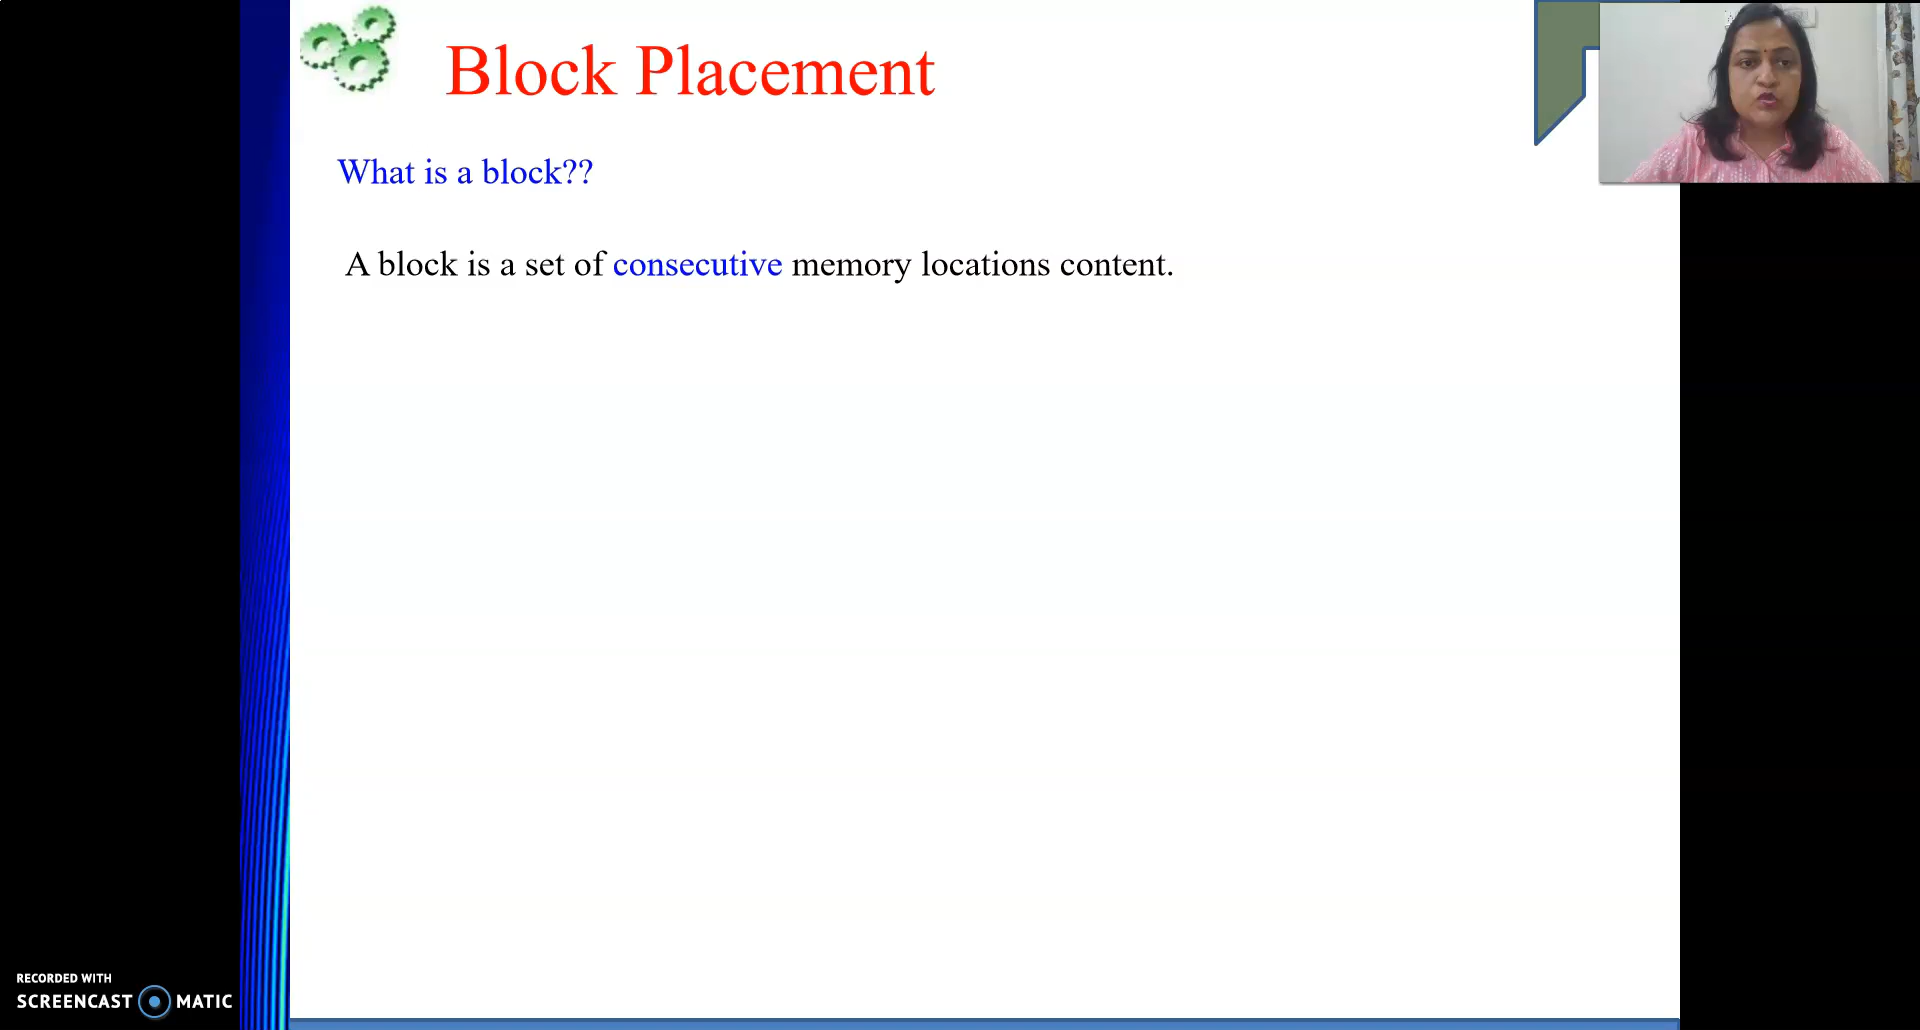 Block Placement
What is a block??
A block is a set of consecutive memory locations content.
RECORDED WITH
SCREENCAST MATIC